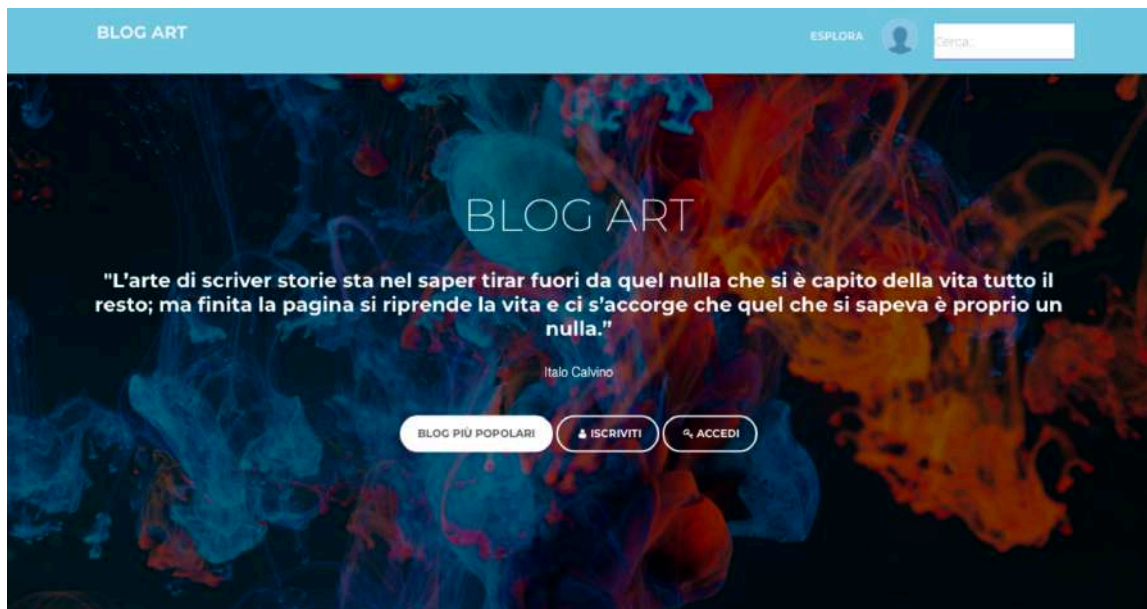 BLOG ART
ESPLORA
Cerca..
BLOG ART
"L’arte di scriver storie sta nel saper tirar fuori da quel nulla che si è capito della vita tutto il
resto; ma finita la pagina si riprende la vita e ci s’accorge che quel che si sapeva è proprio un
nulla.”
Italo Calvino
BLOG PIÙ POPOLARI
ISCRIVITI
ACCEDI